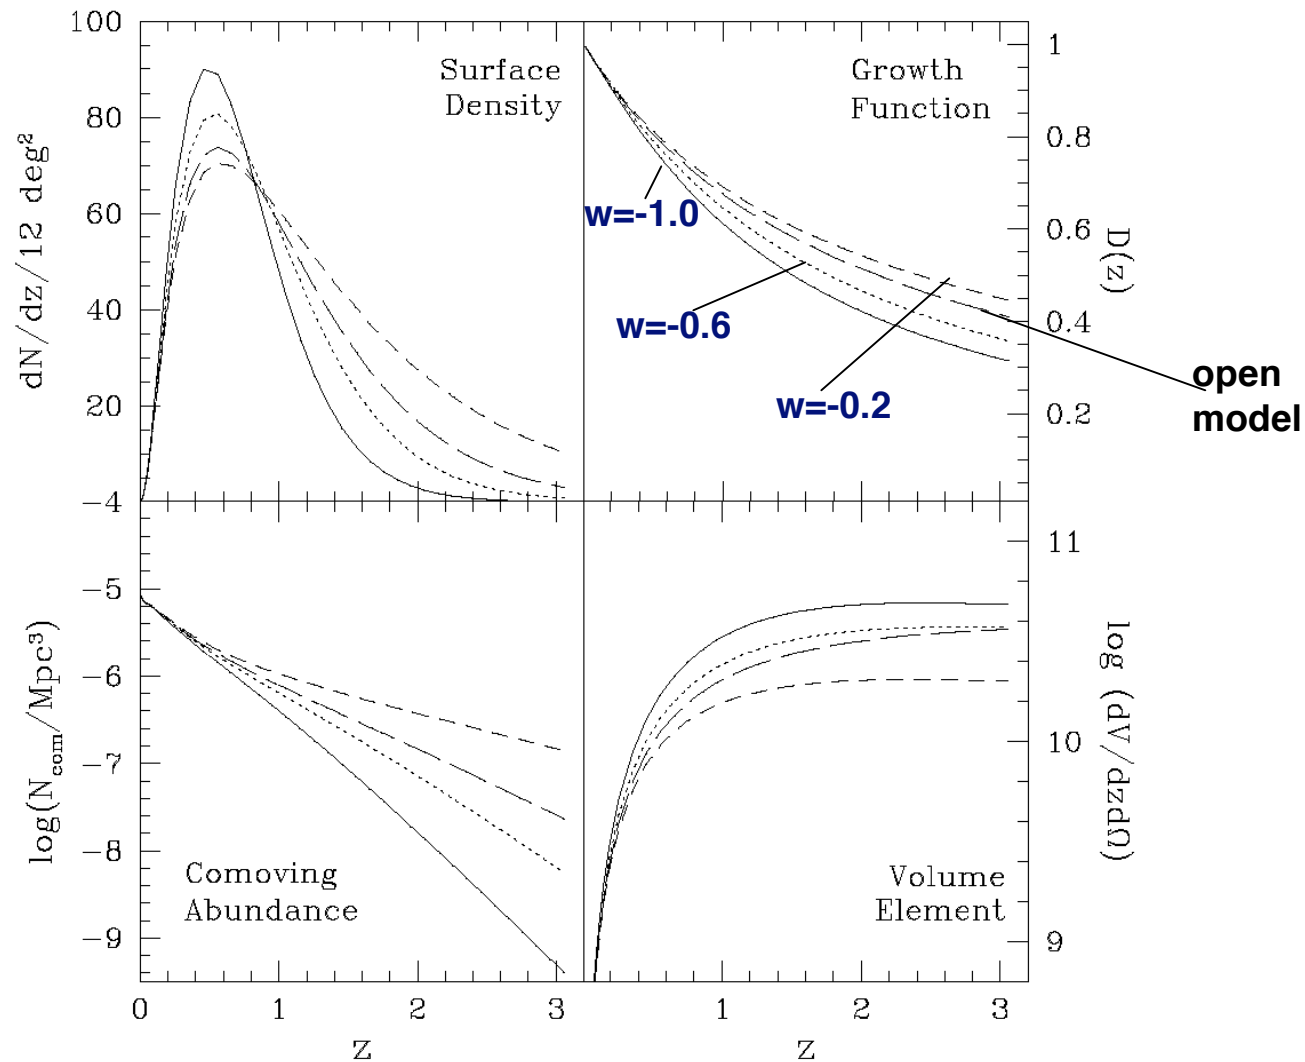 100
80
60
40
20
-4
dN/dz/12 deg²
Surface
Density
Growth
Function
w=-1.0
w=-0.6
w=-0.2
open
model
1
0.8
0.6
0.4
0.2
D(z)
-5
-6
-7
-8
-9
log(N_com/Mpc³)
Comoving
Abundance
Volume
Element
11
10
9
log (dV/dzdΩ)
0
1
2
3
1
2
3
z
z